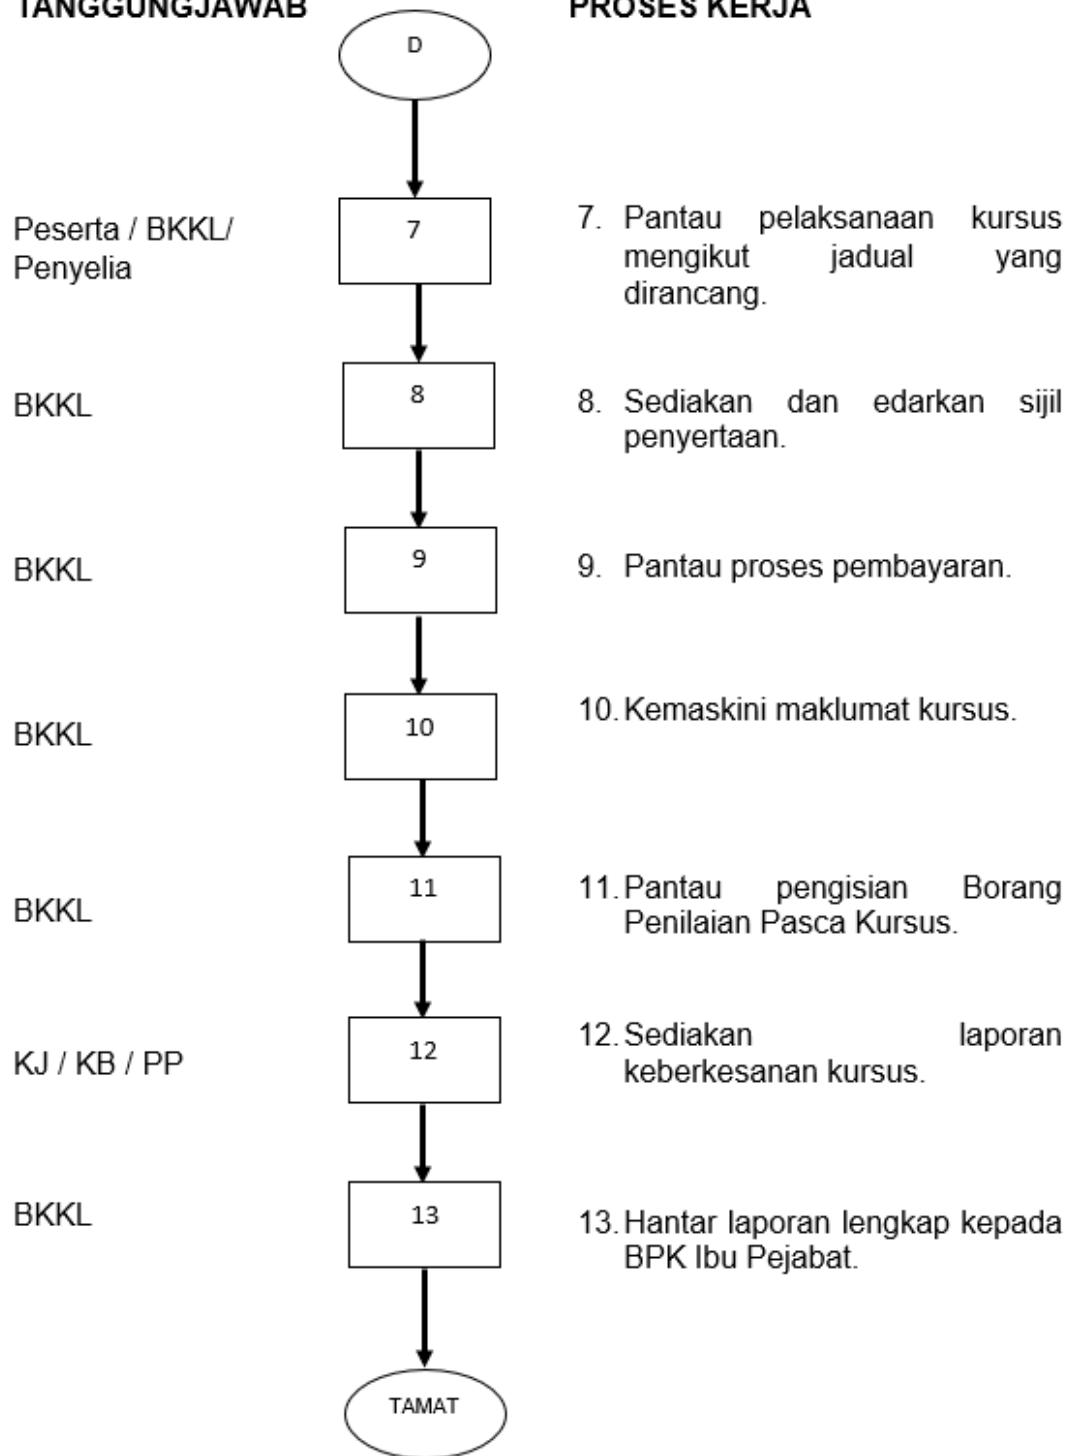 TANGGUNGJAWAB PROSES KERJA
D
Peserta / BKKL/
Penyelia
7
7. Pantau pelaksanaan kursus
mengikut jadual yang
dirancang.
BKKL
8
8. Sediakan dan edarkan sijil
penyertaan.
BKKL
9
9. Pantau proses pembayaran.
BKKL
10
10. Kemaskini maklumat kursus.
BKKL
11
11. Pantau pengisian Borang
Penilaian Pasca Kursus.
KJ / KB / PP
12
12. Sediakan laporan
keberkesanan kursus.
BKKL
13
13. Hantar laporan lengkap kepada
BPK Ibu Pejabat.
TAMAT